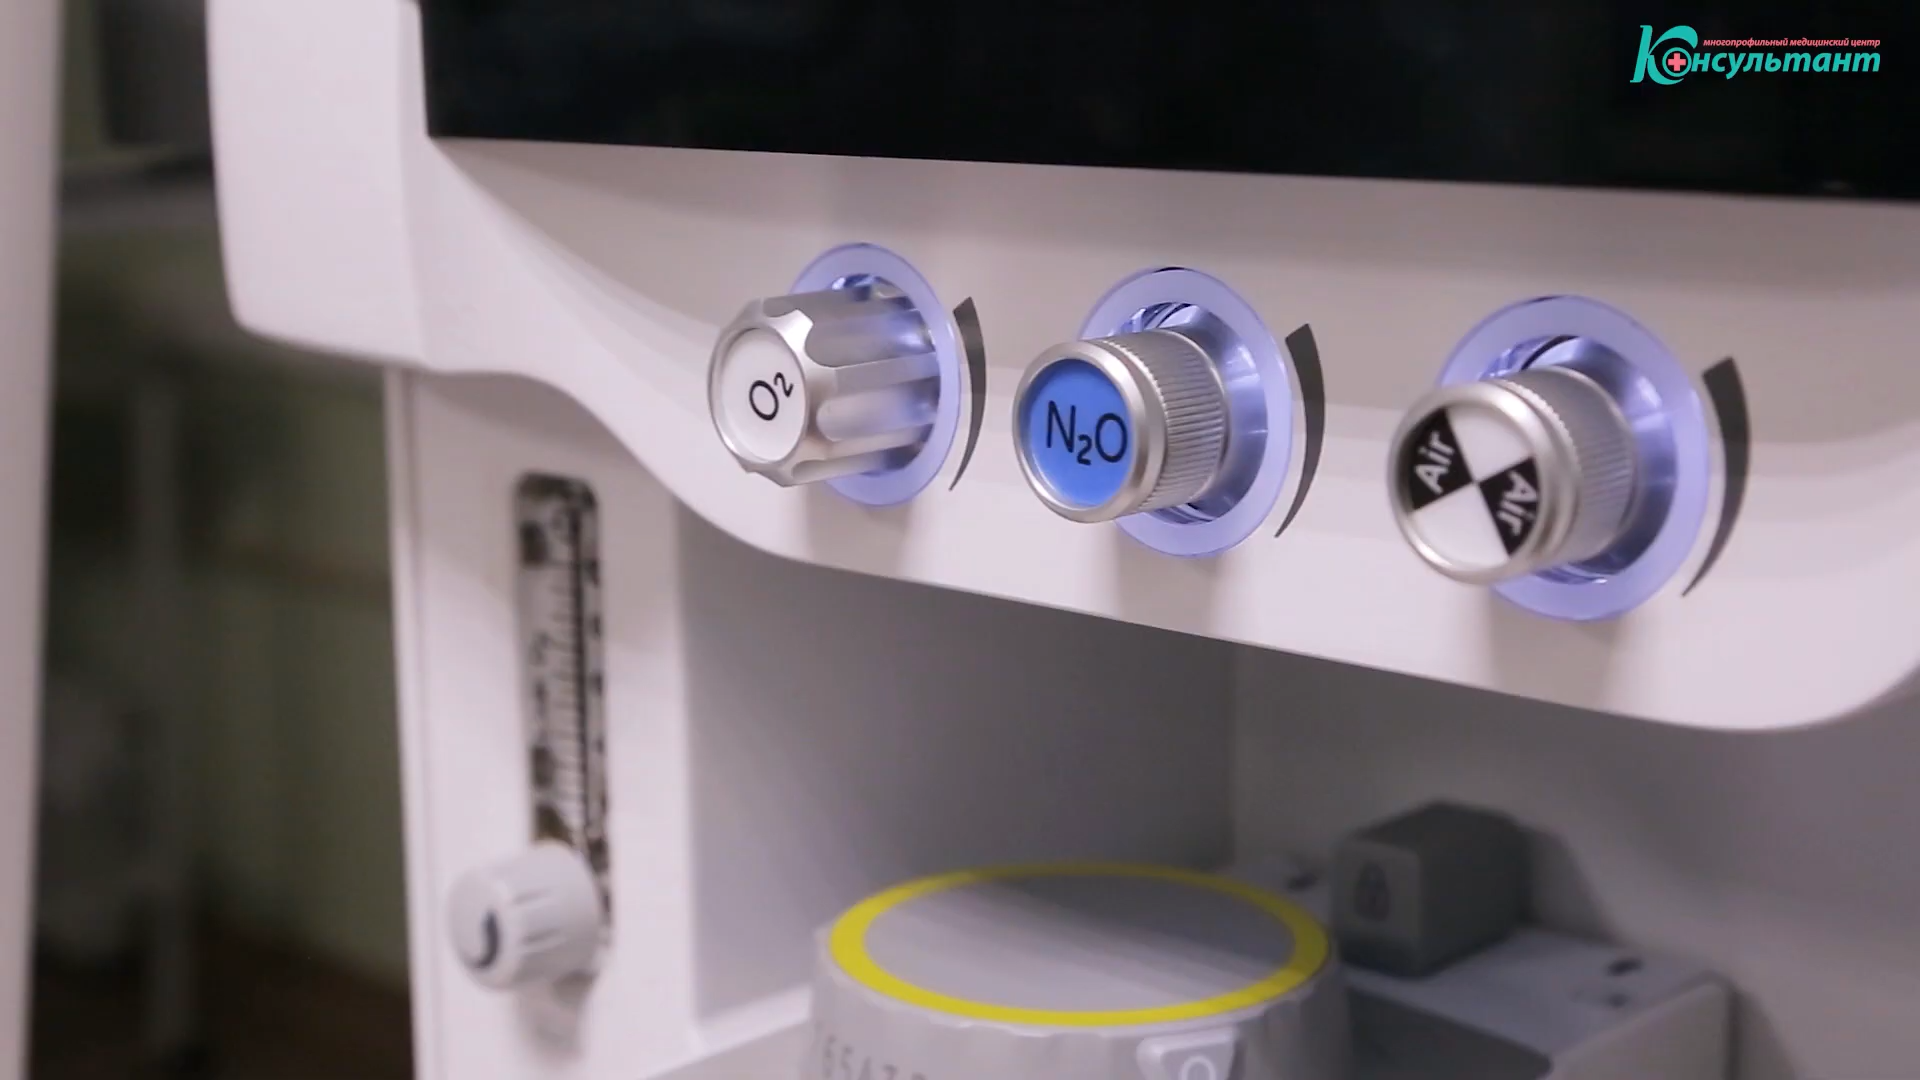 многопрофильный медицинский центр
Консультант
O₂
N₂O
Air
Air